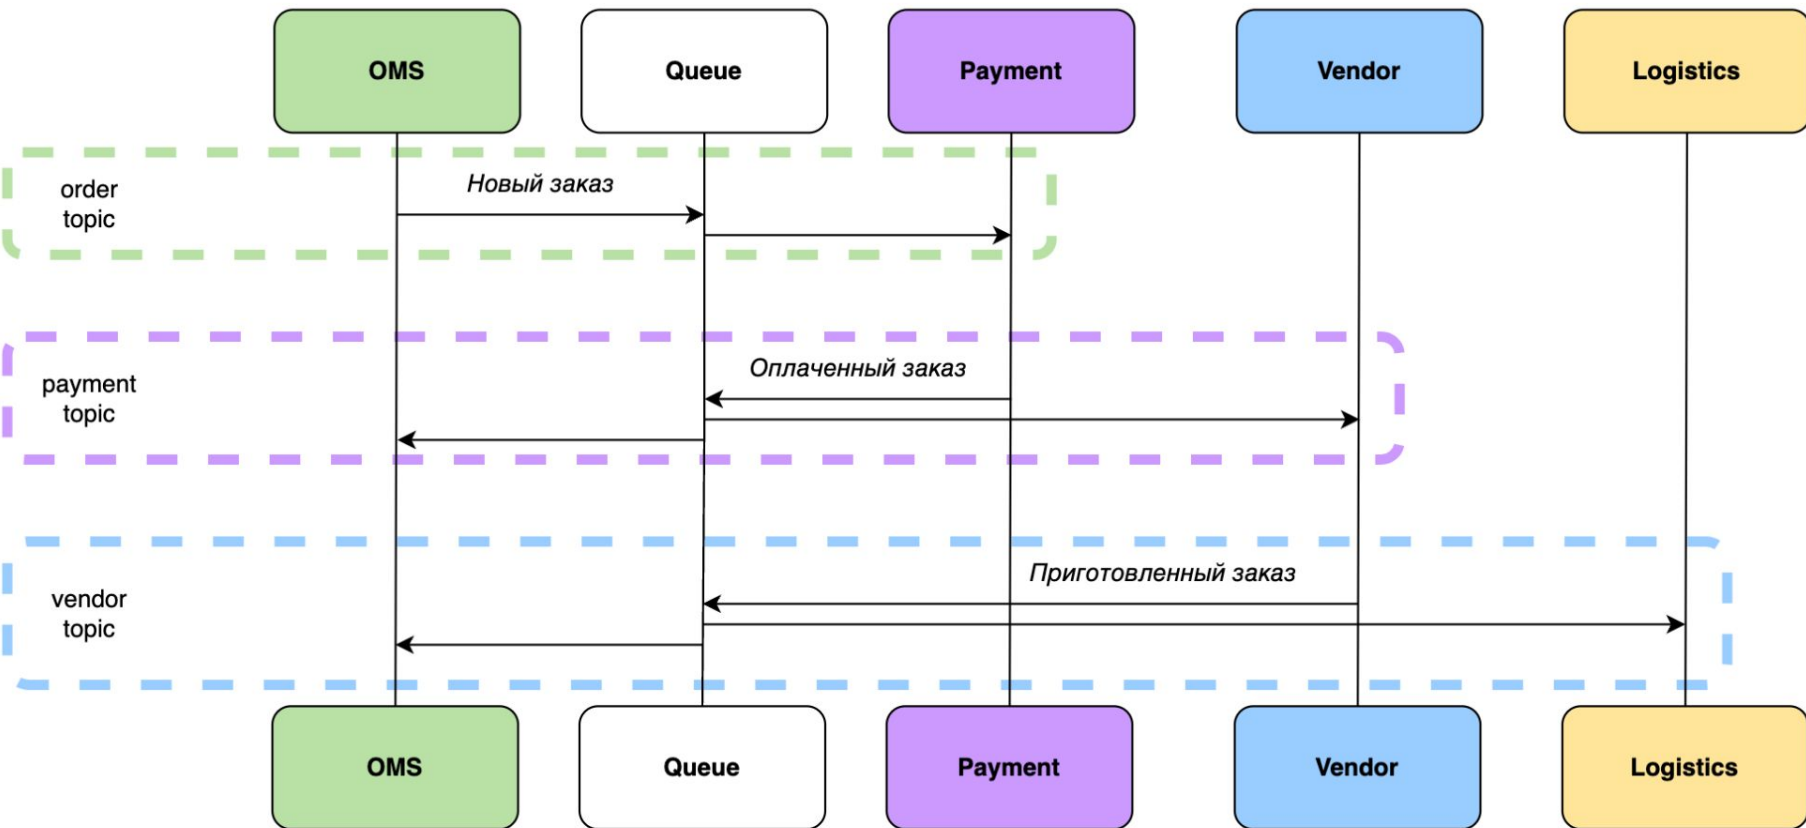 OMS
Queue
Payment
Vendor
Logistics
order
topic
Новый заказ
payment
topic
Оплаченный заказ
vendor
topic
Приготовленный заказ
OMS
Queue
Payment
Vendor
Logistics